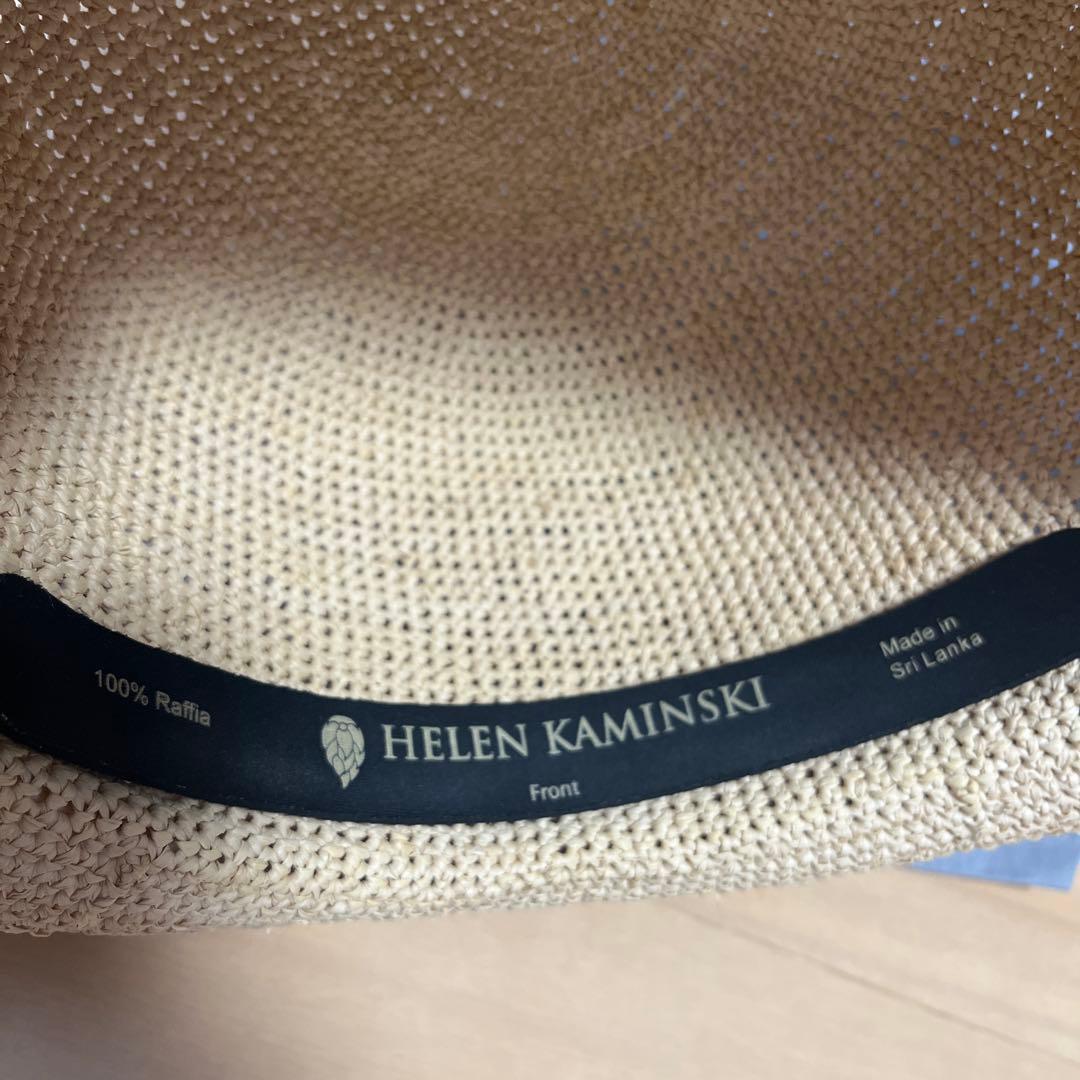 100% Raffia
HELEN KAMINSKI
Front
Made in
Sri Lanka